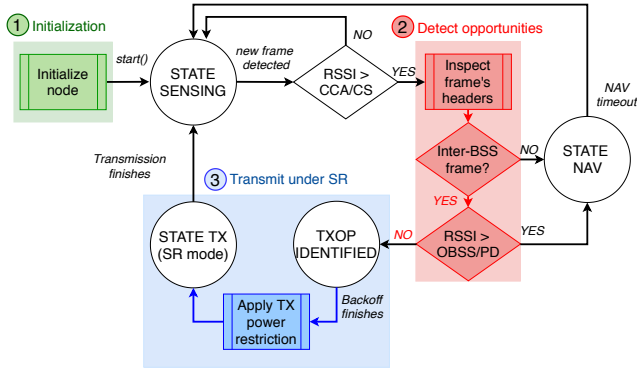 1 Initialization
Initialize
node
start()
STATE
SENSING
new frame
detected
NO
RSSI >
CCA/CS
YES
2 Detect opportunities
Inspect
frame's
headers
NAV
timeout
Inter-BSS
frame?
NO
STATE
NAV
YES
RSSI >
OBSS/PD
YES
NO
Transmission
finishes
3 Transmit under SR
STATE TX
(SR mode)
TXOP
IDENTIFIED
Backoff
finishes
Apply TX
power
restriction